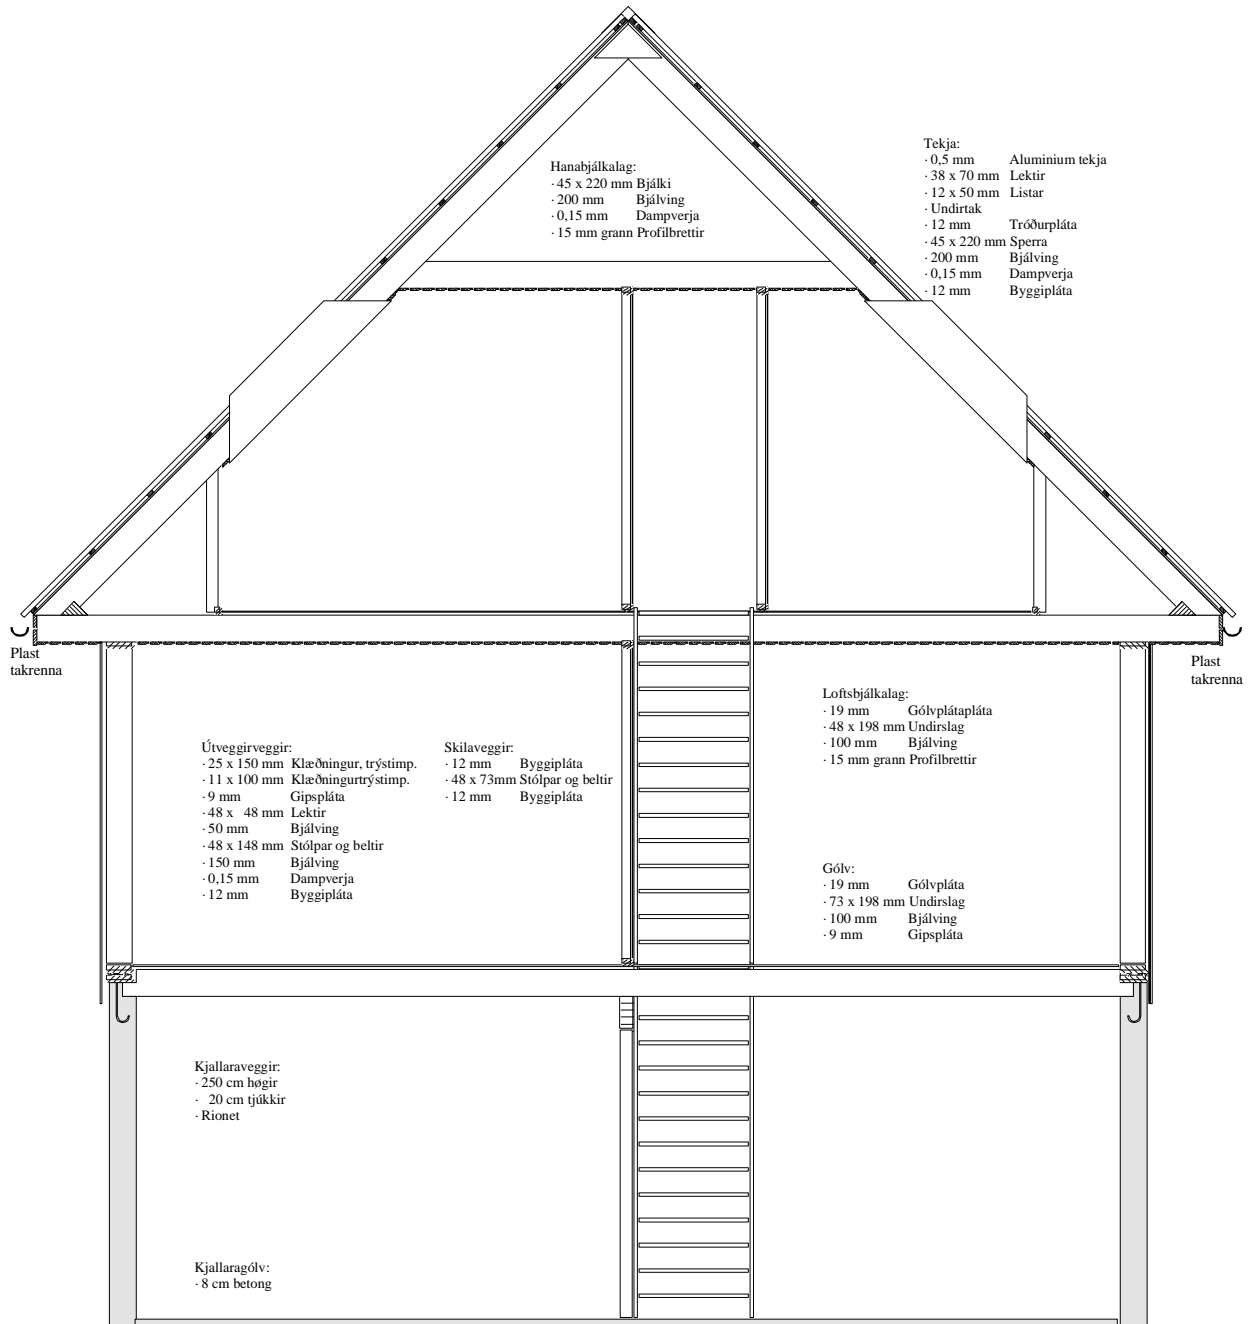 Tekja:
· 0,5 mm Aluminium tekja
· 38 x 70 mm Lektir
· 12 x 50 mm Listar
· Undirtak
· 12 mm Tróðurpláta
· 45 x 220 mm Sperra
· 200 mm Bjálving
· 0,15 mm Dampverja
· 12 mm Byggipláta
Hanabjálkalag:
· 45 x 220 mm Bjálki
· 200 mm Bjálving
· 0,15 mm Dampverja
· 15 mm grann Profilbrettir
Plast
takrenna
Plast
takrenna
Útveggirveggir:
· 25 x 150 mm Klæðningur, trýstimp.
· 11 x 100 mm Klæðningurtrýstimp.
· 9 mm Gipspláta
· 48 x 48 mm Lektir
· 50 mm Bjálving
· 48 x 148 mm Stólpar og beltir
· 150 mm Bjálving
· 0,15 mm Dampverja
· 12 mm Byggipláta
Skilaveggir:
· 12 mm Byggipláta
· 48 x 73mm Stólpar og beltir
· 12 mm Byggipláta
Loftsbjálkalag:
· 19 mm Gólvplátapláta
· 48 x 198 mm Undirslag
· 100 mm Bjálving
· 15 mm grann Profilbrettir
Gólv:
· 19 mm Gólvpláta
· 73 x 198 mm Undirslag
· 100 mm Bjálving
· 9 mm Gipspláta
Kjallaraveggir:
· 250 cm høgir
· 20 cm tjúkkir
· Rionet
Kjallaragólv:
· 8 cm betong